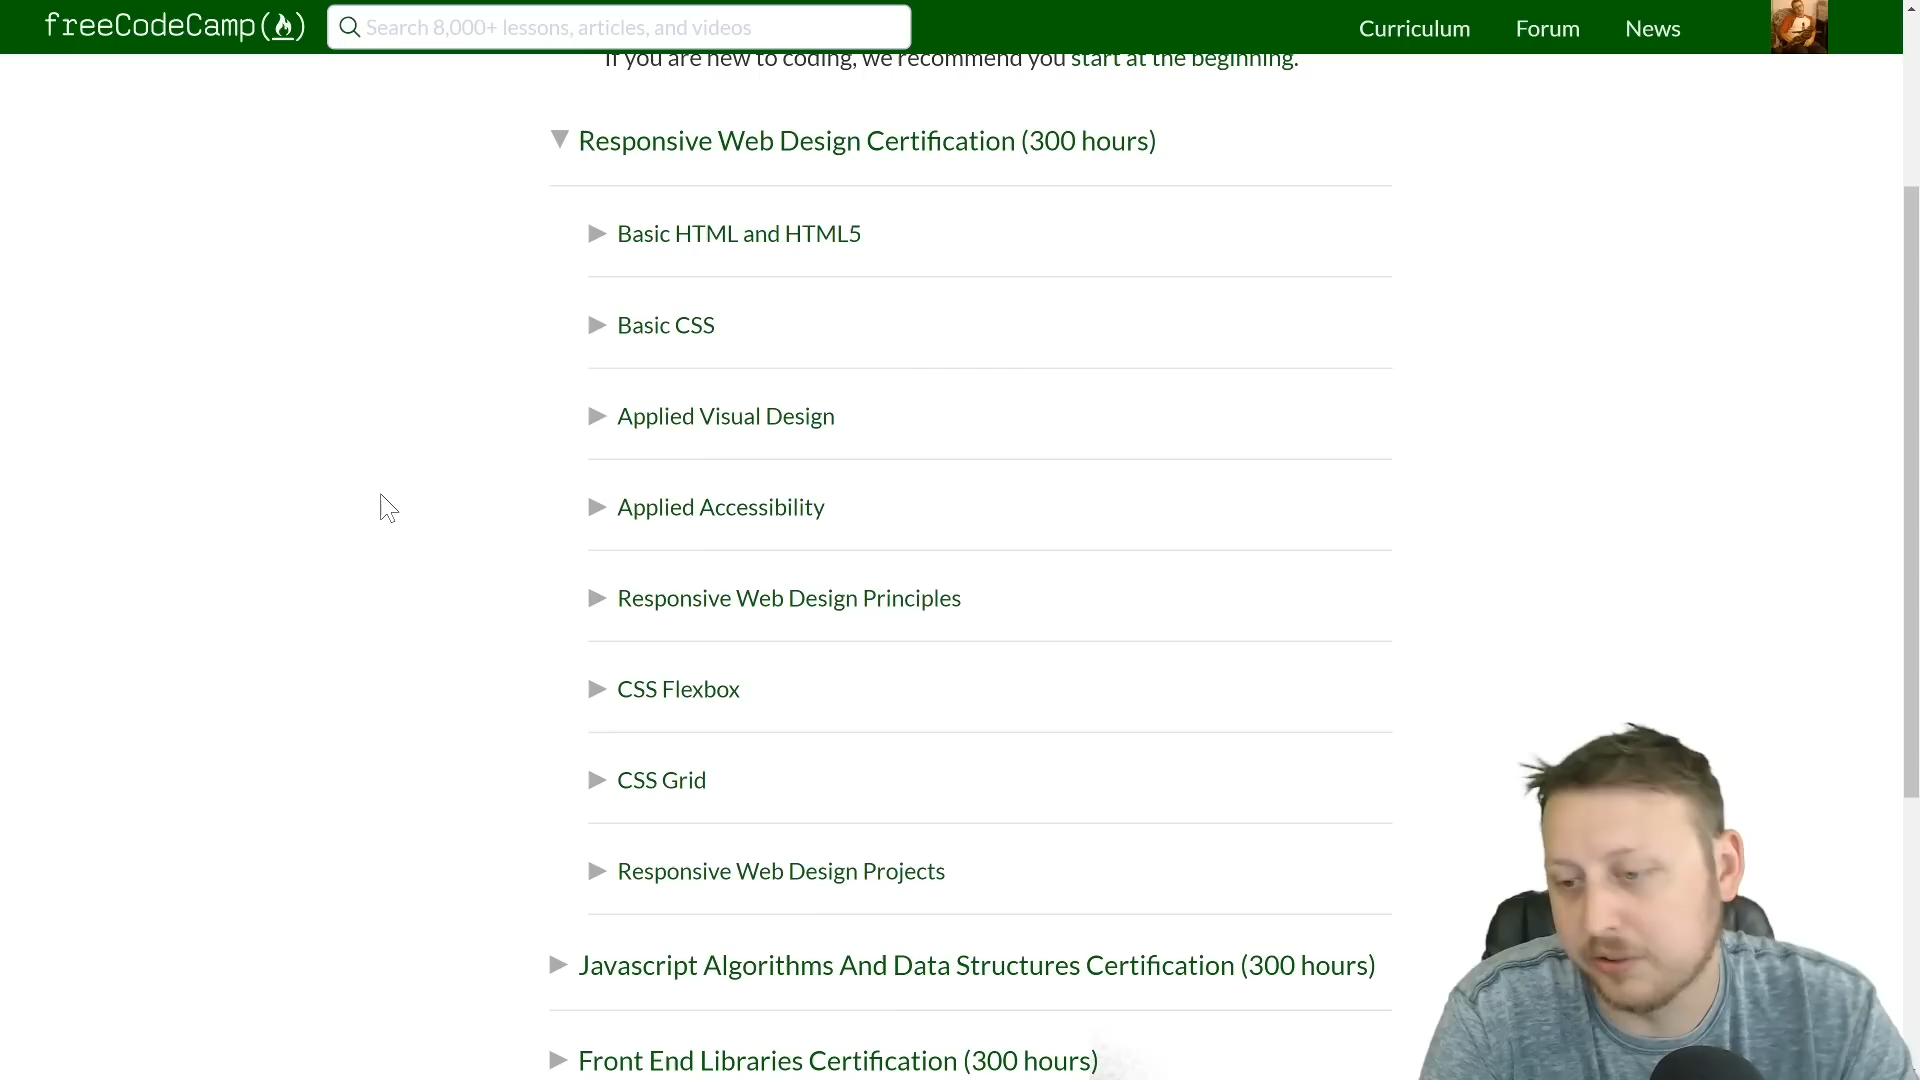 freeCodeCamp
Search 8,000+ lessons, articles, and videos
Curriculum
Forum
News
If you are new to coding, we recommend you start at the beginning.
Responsive Web Design Certification (300 hours)
Basic HTML and HTML5
Basic CSS
Applied Visual Design
Applied Accessibility
Responsive Web Design Principles
CSS Flexbox
CSS Grid
Responsive Web Design Projects
Javascript Algorithms And Data Structures Certification (300 hours)
Front End Libraries Certification (300 hours)